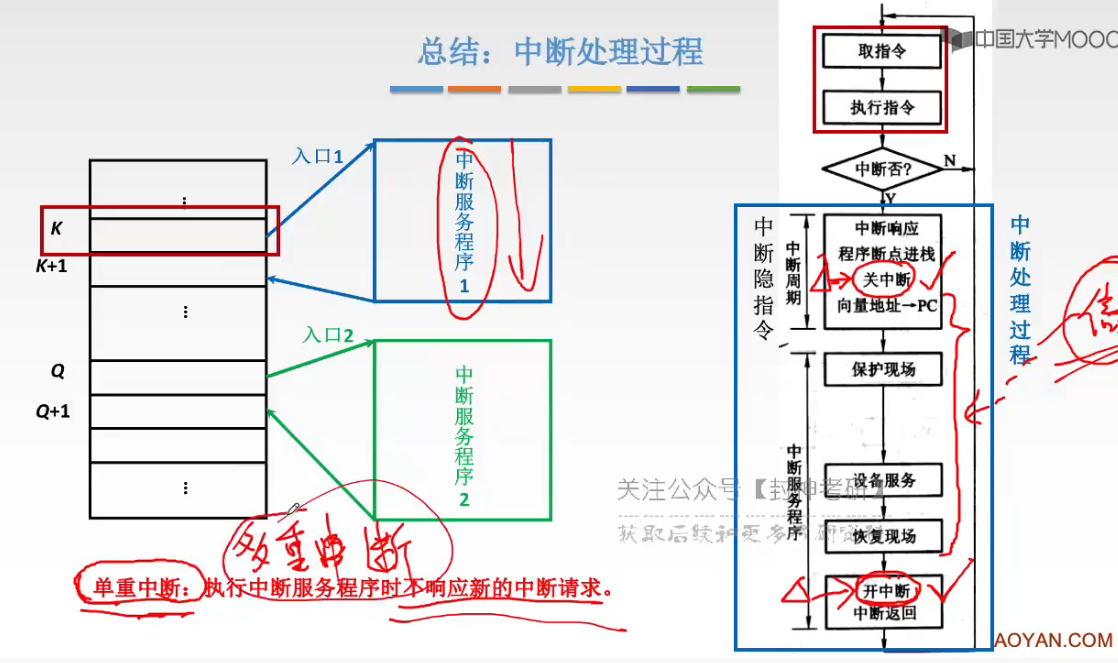 总结：中断处理过程
中国大学MOOC
入口1
K
K+1
Q
Q+1
入口2
中断服务程序1
中断服务程序2
多重中断
单重中断：执行中断服务程序时不响应新的中断请求。
取指令
执行指令
中断否?
N
Y
中断隐指令
中断周期
中断响应
程序断点进栈
关中断
向量地址→PC
中断处理过程
保护现场
中断服务程序
设备服务
恢复现场
开中断
中断返回
关注公众号【封神考研】
获取后续和更多考研资料
AOYAN.COM